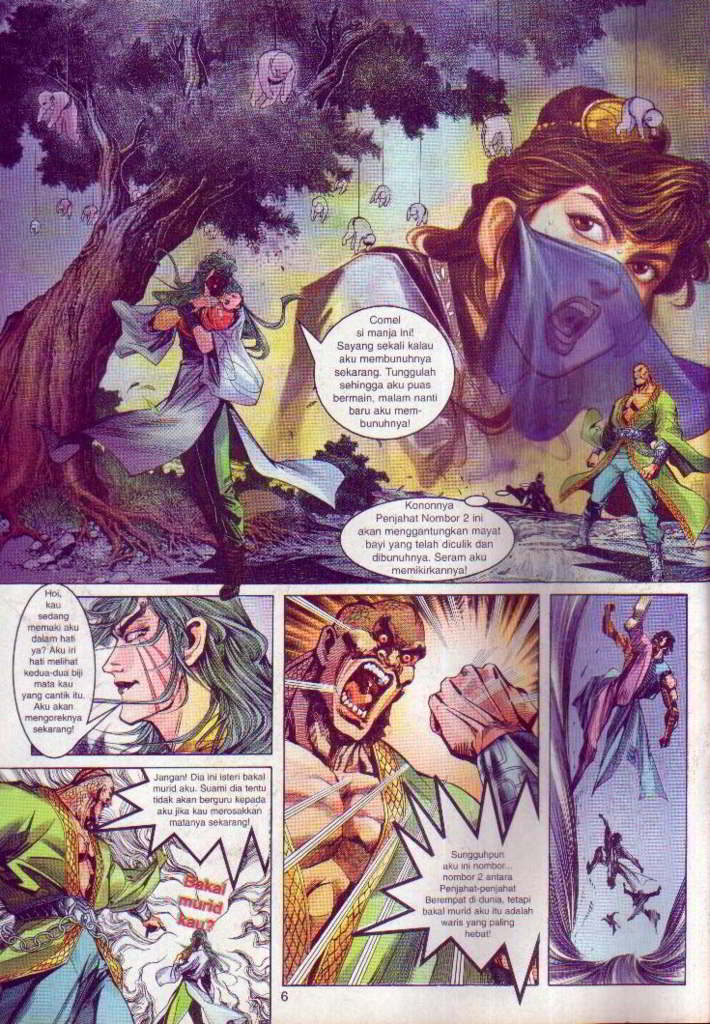 Comel
si manja Ini!
Sayang sekali kalau
aku membunuhnya
sekarang. Tunggulah
sehingga aku puas
bermain, malam nanti
baru aku mem-
bunuhnya!
Kononnya
Penjahat Nombor 2 ini
akan menggantungkan mayat
bayi yang telah diculik dan
dibunuhnya. Seram aku
memikirkannya!
Hoi,
kau
sedang
memaki aku
dalam hati
ya? Aku iri
hati melihat
kedua-dua biji
mata kau
yang cantik itu.
Aku akan
mengoreknya
sekarang!
Jangan! Dia ini isteri bakal
murid aku. Suami dia tentu
tidak akan berguru kepada
aku jika kau merosakkan
matanya sekarang!
Bakal
murid
kau?
Sungguhpun
aku ini nombor...
nombor 2 antara
Penjahat-penjahat
Berempat di dunia, tetapi
bakal murid aku itu adalah
waris yang paling
hebat!
6